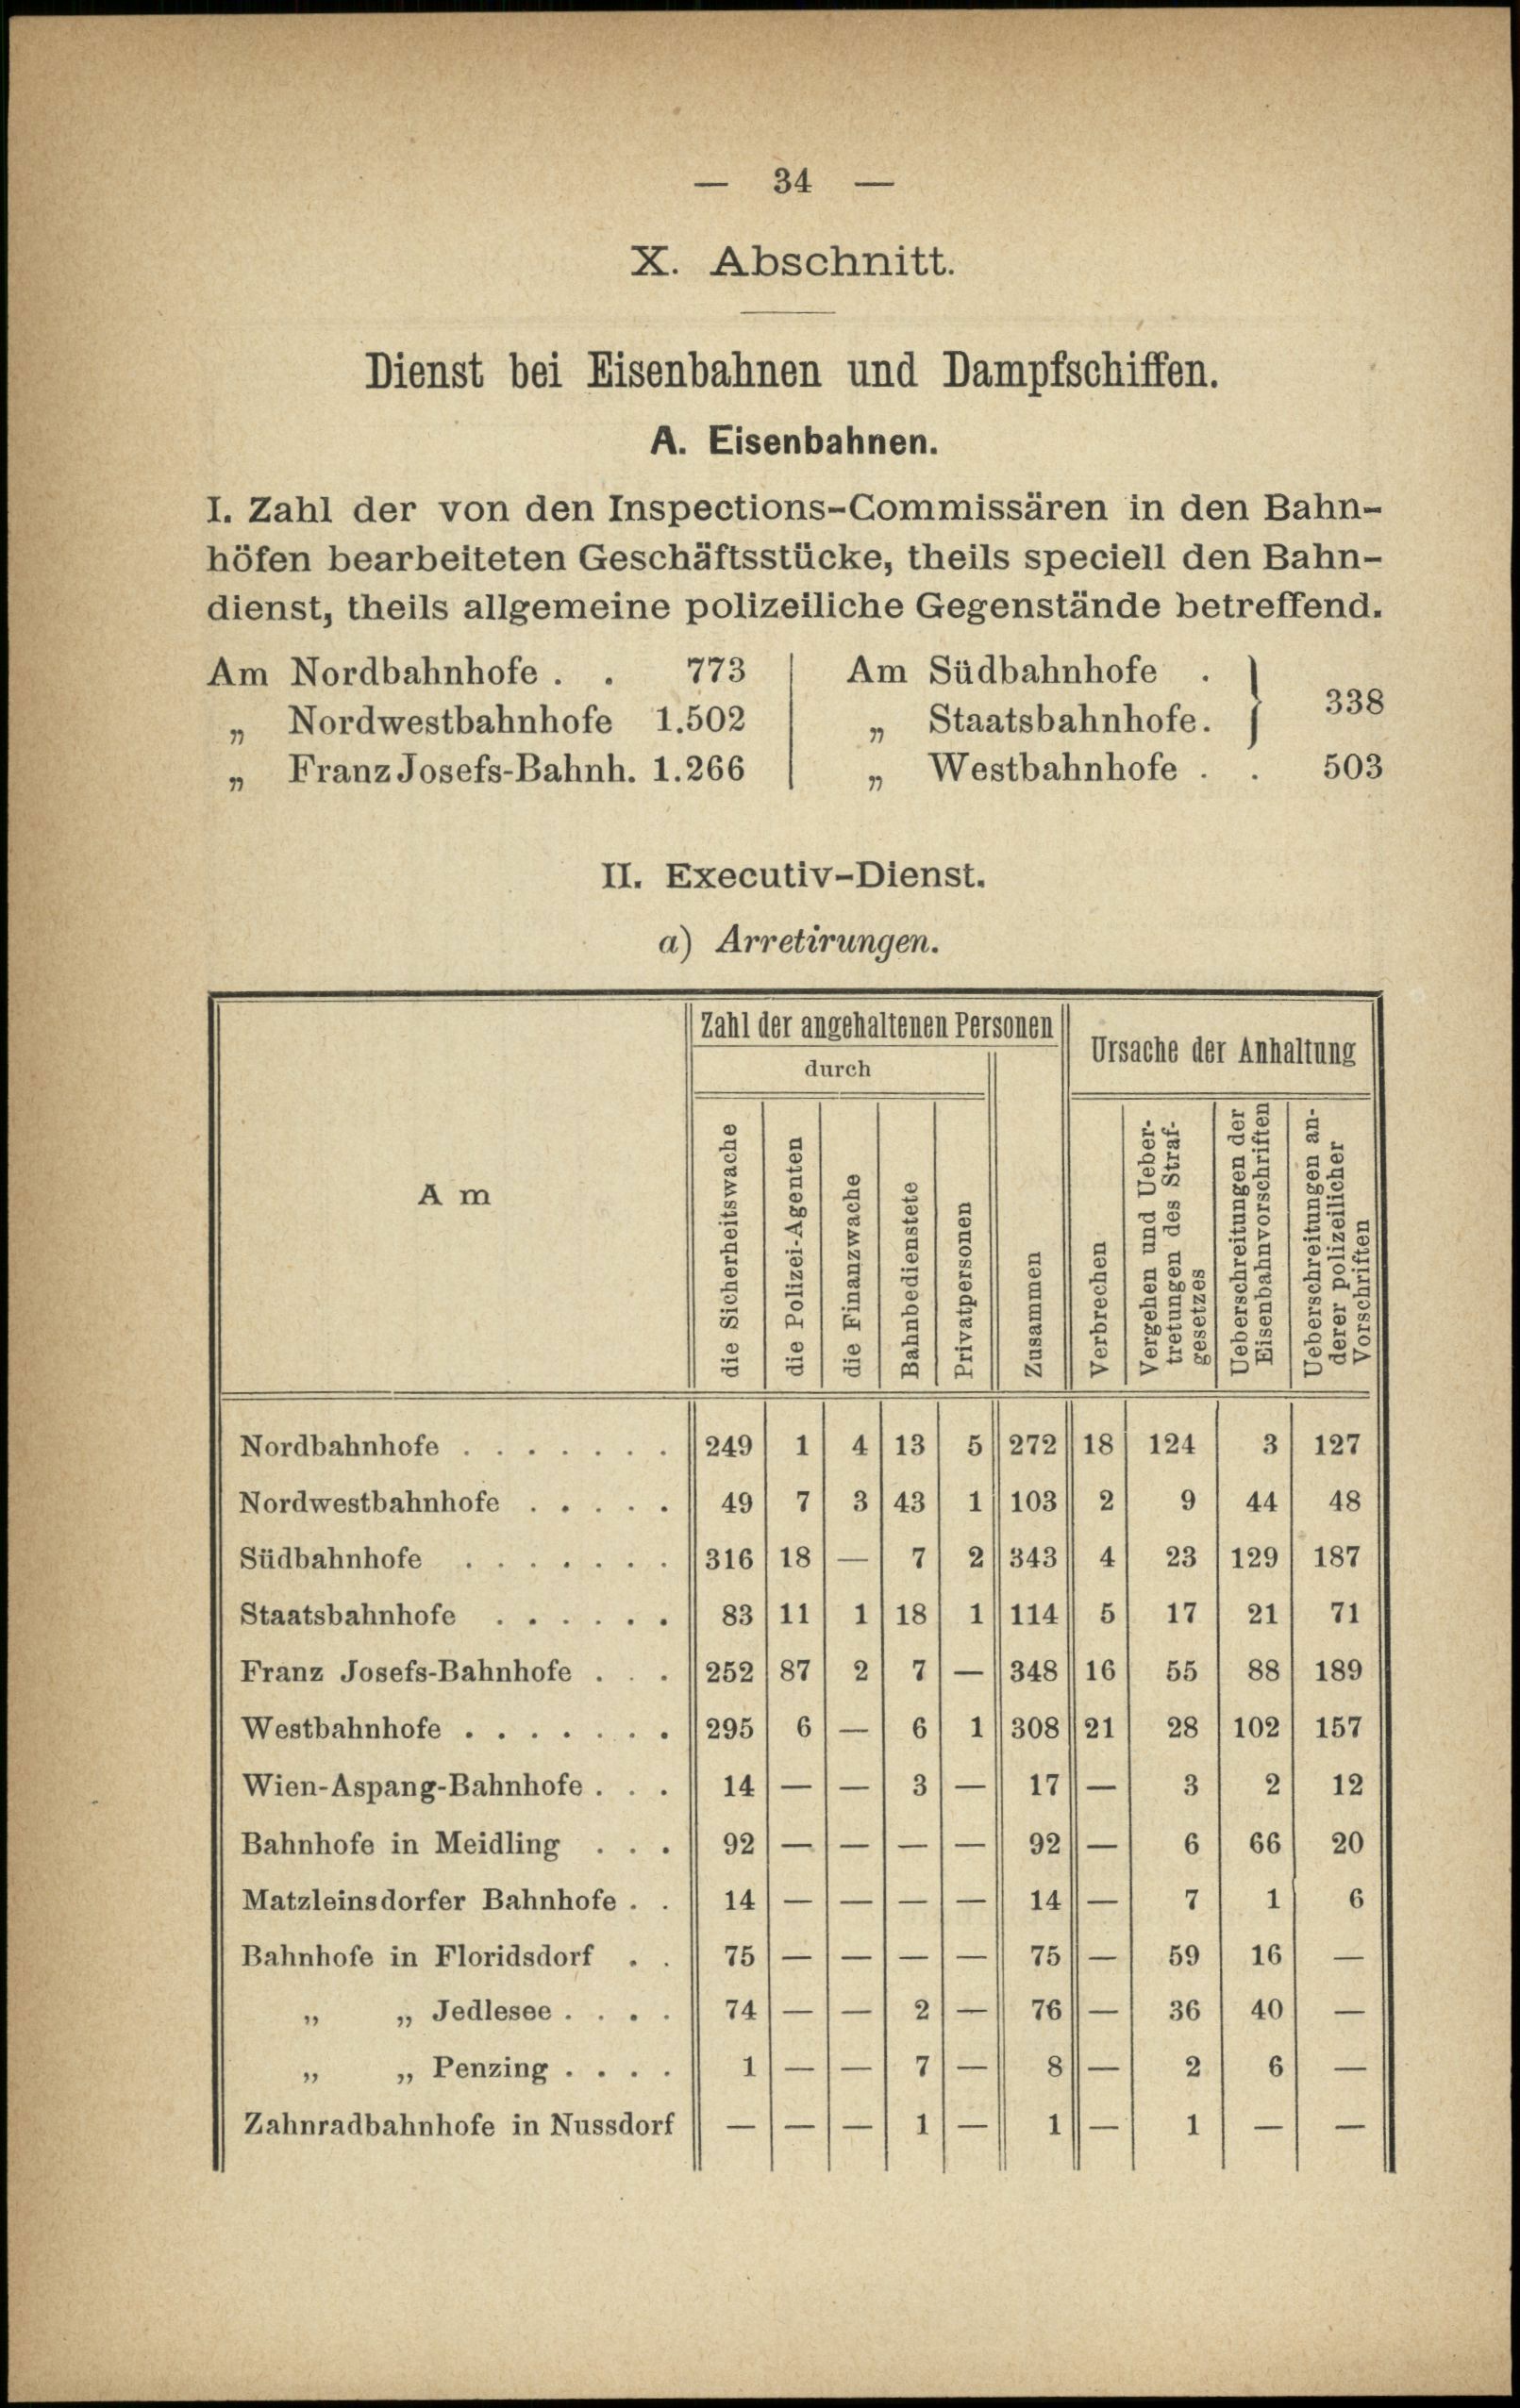 — 34 —
X. Abschnitt.
Dienst bei Eisenbahnen und Dampfschiffen.
A. Eisenbahnen.
I. Zahl der von den Inspections-Commissären in den Bahn-
höfen bearbeiteten Geschäftsstücke, theils speciell den Bahn-
dienst, theils allgemeine polizeiliche Gegenstände betreffend.
Am Nordbahnhofe . . 773
„ Nordwestbahnhofe 1.502
„ Franz Josefs-Bahnh. 1.266
Am Südbahnhofe .
„ Staatsbahnhofe. } 338
„ Westbahnhofe . . 503
II. Executiv-Dienst.
a) Arretirungen.
Am
Zahl der angehaltenen Personen
durch
die Sicherheitswache
die Polizei-Agenten
die Finanzwache
Bahnbedienstete
Privatpersonen
Zusammen
Ursache der Anhaltung
Verbrechen
Vergehen und Ueber-
tretungen des Straf-
gesetzes
Ueberschreitungen der
Eisenbahnvorschriften
Ueberschreitungen an-
derer polizeilicher
Vorschriften
Nordbahnhofe . . . . . . . 249 1 4 13 5 272 18 124 3 127
Nordwestbahnhofe . . . . . 49 7 3 43 1 103 2 9 44 48
Südbahnhofe . . . . . . . 316 18 — 7 2 343 4 23 129 187
Staatsbahnhofe . . . . . . 83 11 1 18 1 114 5 17 21 71
Franz Josefs-Bahnhofe . . . 252 87 2 7 — 348 16 55 88 189
Westbahnhofe . . . . . . . 295 6 — 6 1 308 21 28 102 157
Wien-Aspang-Bahnhofe . . . 14 — — 3 — 17 — 3 2 12
Bahnhofe in Meidling . . . 92 — — — — 92 — 6 66 20
Matzleinsdorfer Bahnhofe . . 14 — — — — 14 — 7 1 6
Bahnhofe in Floridsdorf . . 75 — — — — 75 — 59 16 —
„ „ Jedlesee . . . . 74 — — 2 — 76 — 36 40 —
„ „ Penzing . . . . 1 — — 7 — 8 — 2 6 —
Zahnradbahnhofe in Nussdorf — — — 1 — 1 — 1 — —